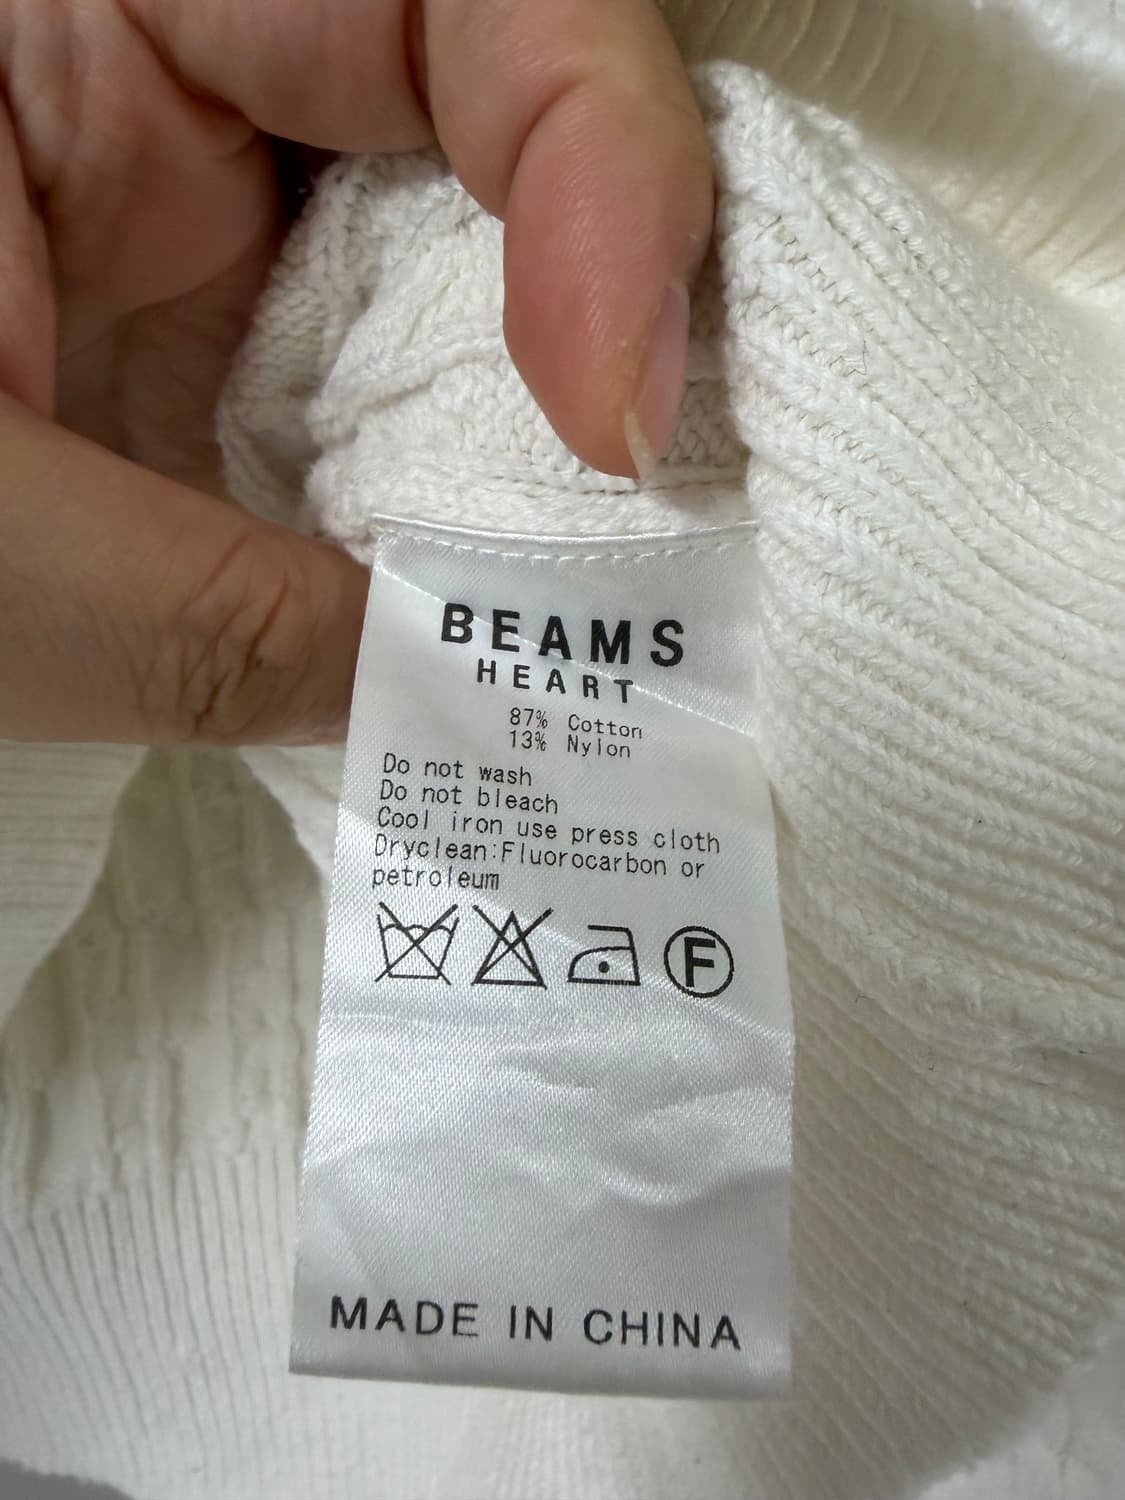 BEAMS
HEART
87% Cotton
13% Nylon
Do not wash
Do not bleach
Cool iron use press cloth
Dryclean:Fluorocarbon or
petroleum
F
MADE IN CHINA